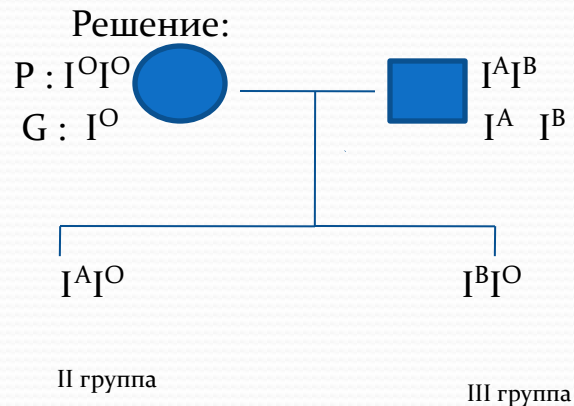 Решение:
P : IᴼIᴼ IᴬIᴮ
G : Iᴼ Iᴬ Iᴮ
IᴬIᴼ IᴮIᴼ
II группа III группа